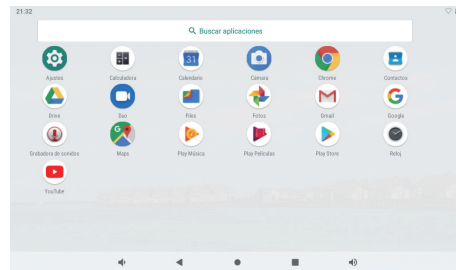 21:32
Buscar aplicaciones
31
Ajustes Calculadora Calendario Cámara Chrome Contactos
Drive Duo Files Fotos Gmail Google
Grabadora de sonidos Maps Play Música Play Películas Play Store Reloj
YouTube